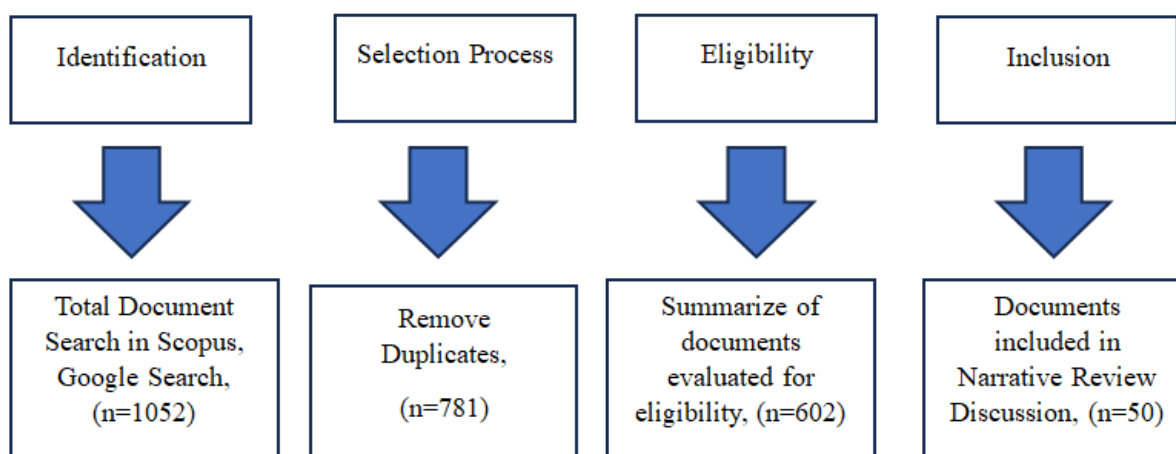 Identification
Selection Process
Eligibility
Inclusion
Total Document
Search in Scopus,
Google Search,
(n=1052)
Remove
Duplicates,
(n=781)
Summarize of
documents
evaluated for
eligibility, (n=602)
Documents
included in
Narrative Review
Discussion, (n=50)